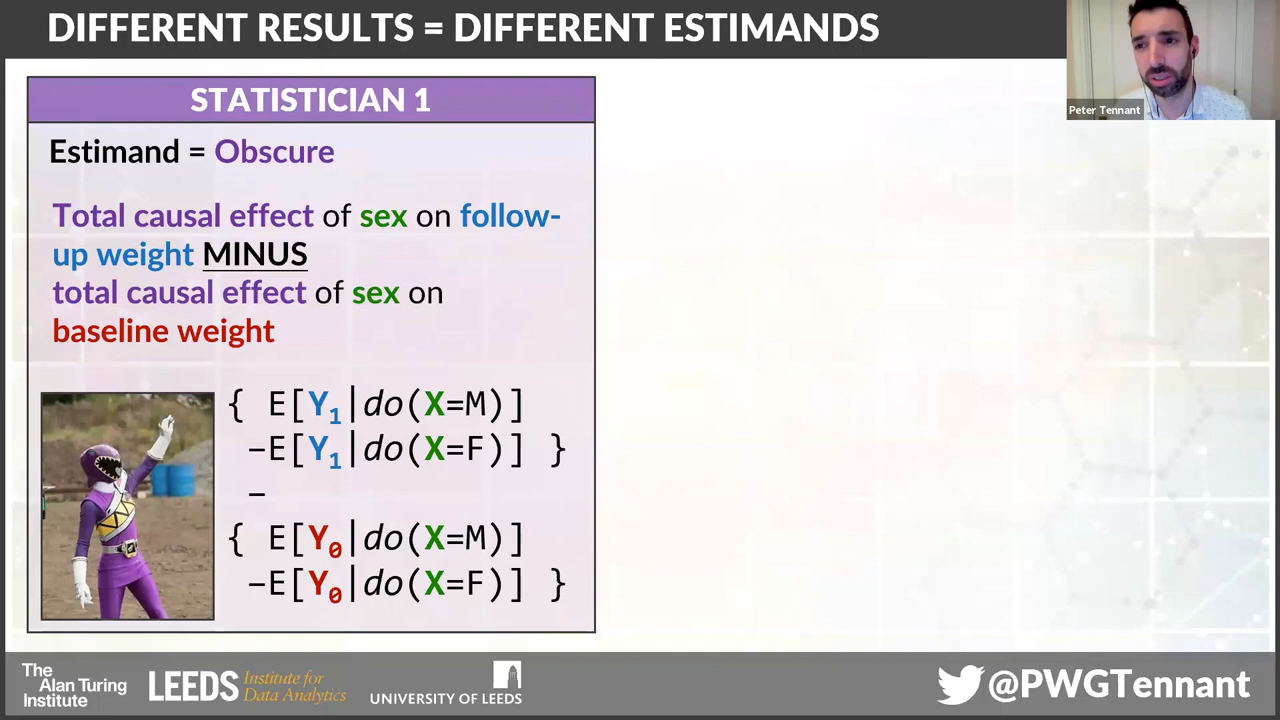 DIFFERENT RESULTS = DIFFERENT ESTIMANDS
Peter Tennant
STATISTICIAN 1
Estimand = Obscure
Total causal effect of sex on follow-
up weight MINUS
total causal effect of sex on
baseline weight
{ E[Y₁|do(X=M)]
−E[Y₁|do(X=F)] }
−
{ E[Y₀|do(X=M)]
−E[Y₀|do(X=F)] }
The
Alan Turing
Institute
LEEDS Institute for
Data Analytics
UNIVERSITY OF LEEDS
@PWGTennant